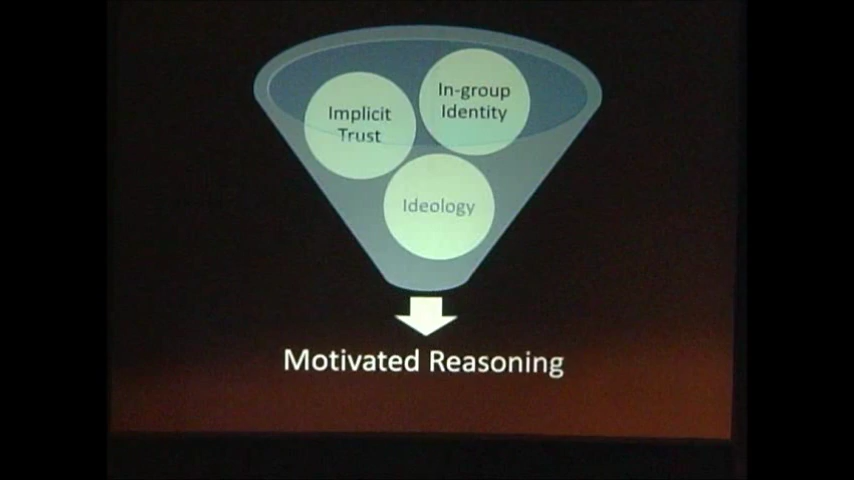 Implicit
Trust
In-group
Identity
Ideology
Motivated Reasoning